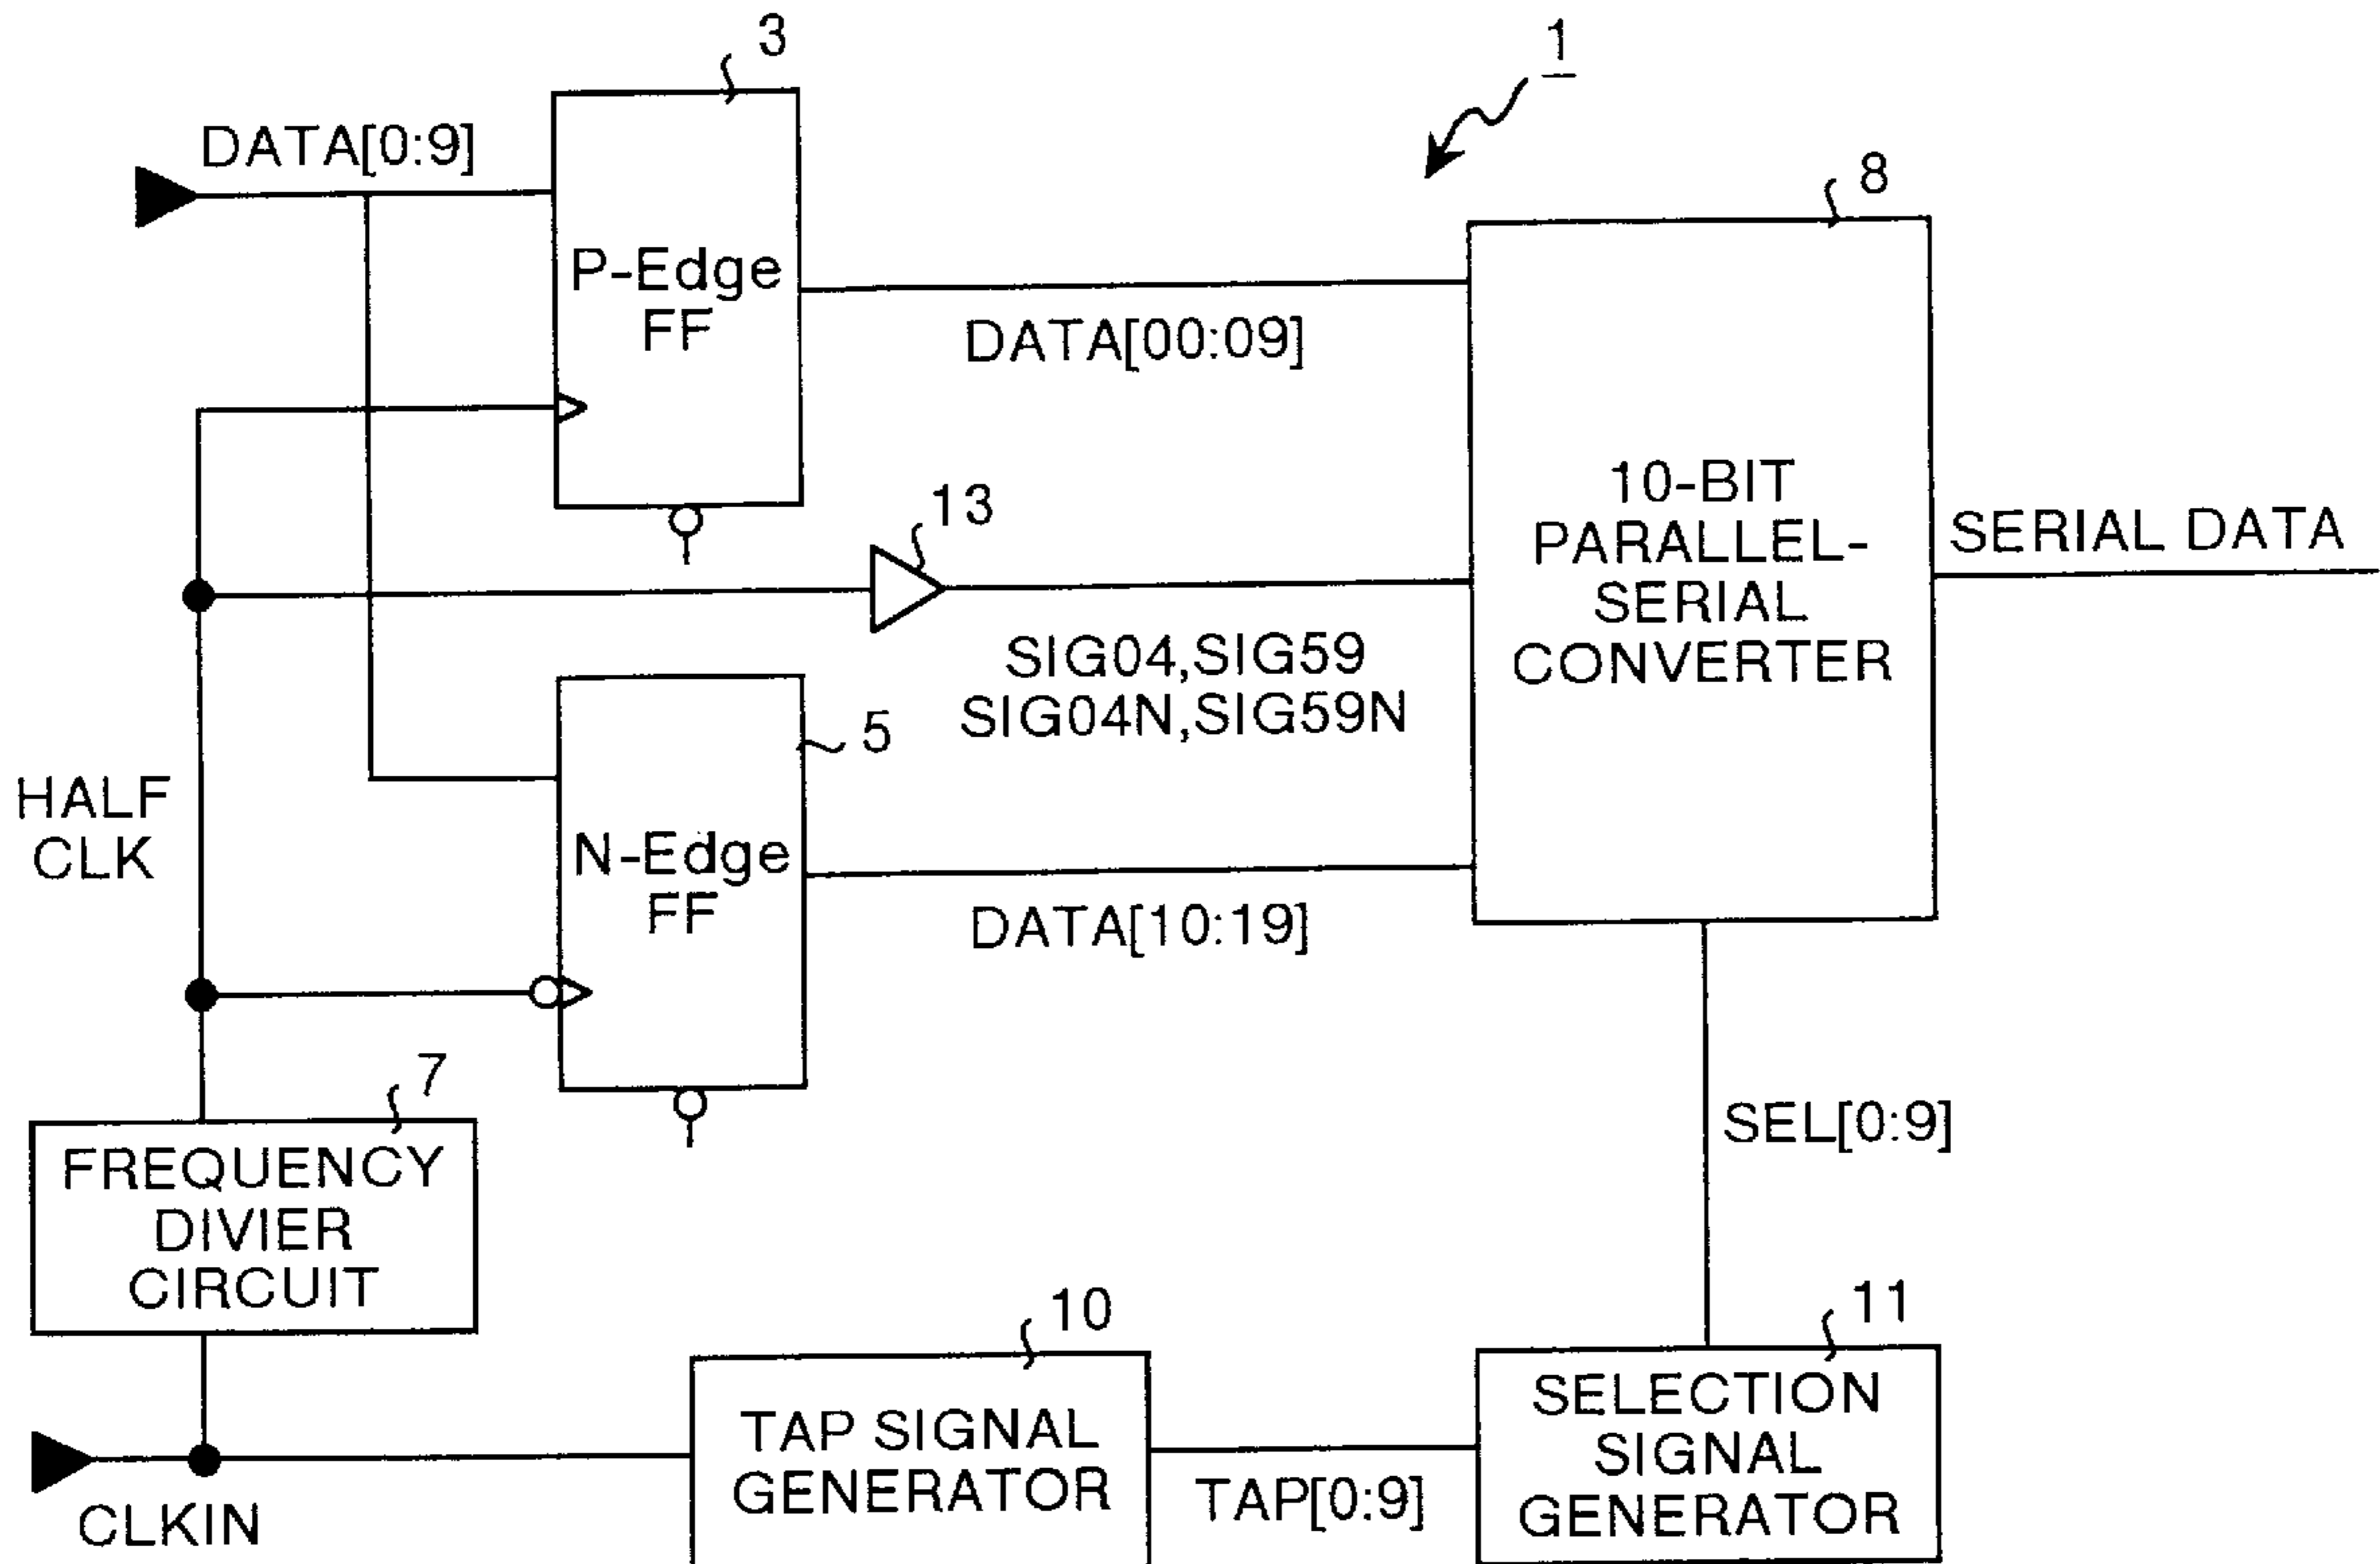 3
1
DATA[0:9]
8
P-Edge
FF
DATA[00:09]
10-BIT
PARALLEL-
SERIAL
CONVERTER
13
SERIAL DATA
SIG04,SIG59
SIG04N,SIG59N
5
HALF
CLK
N-Edge
FF
DATA[10:19]
7
SEL[0:9]
FREQUENCY
DIVIER
CIRCUIT
10
11
TAP SIGNAL
GENERATOR
TAP[0:9]
SELECTION
SIGNAL
GENERATOR
CLKIN